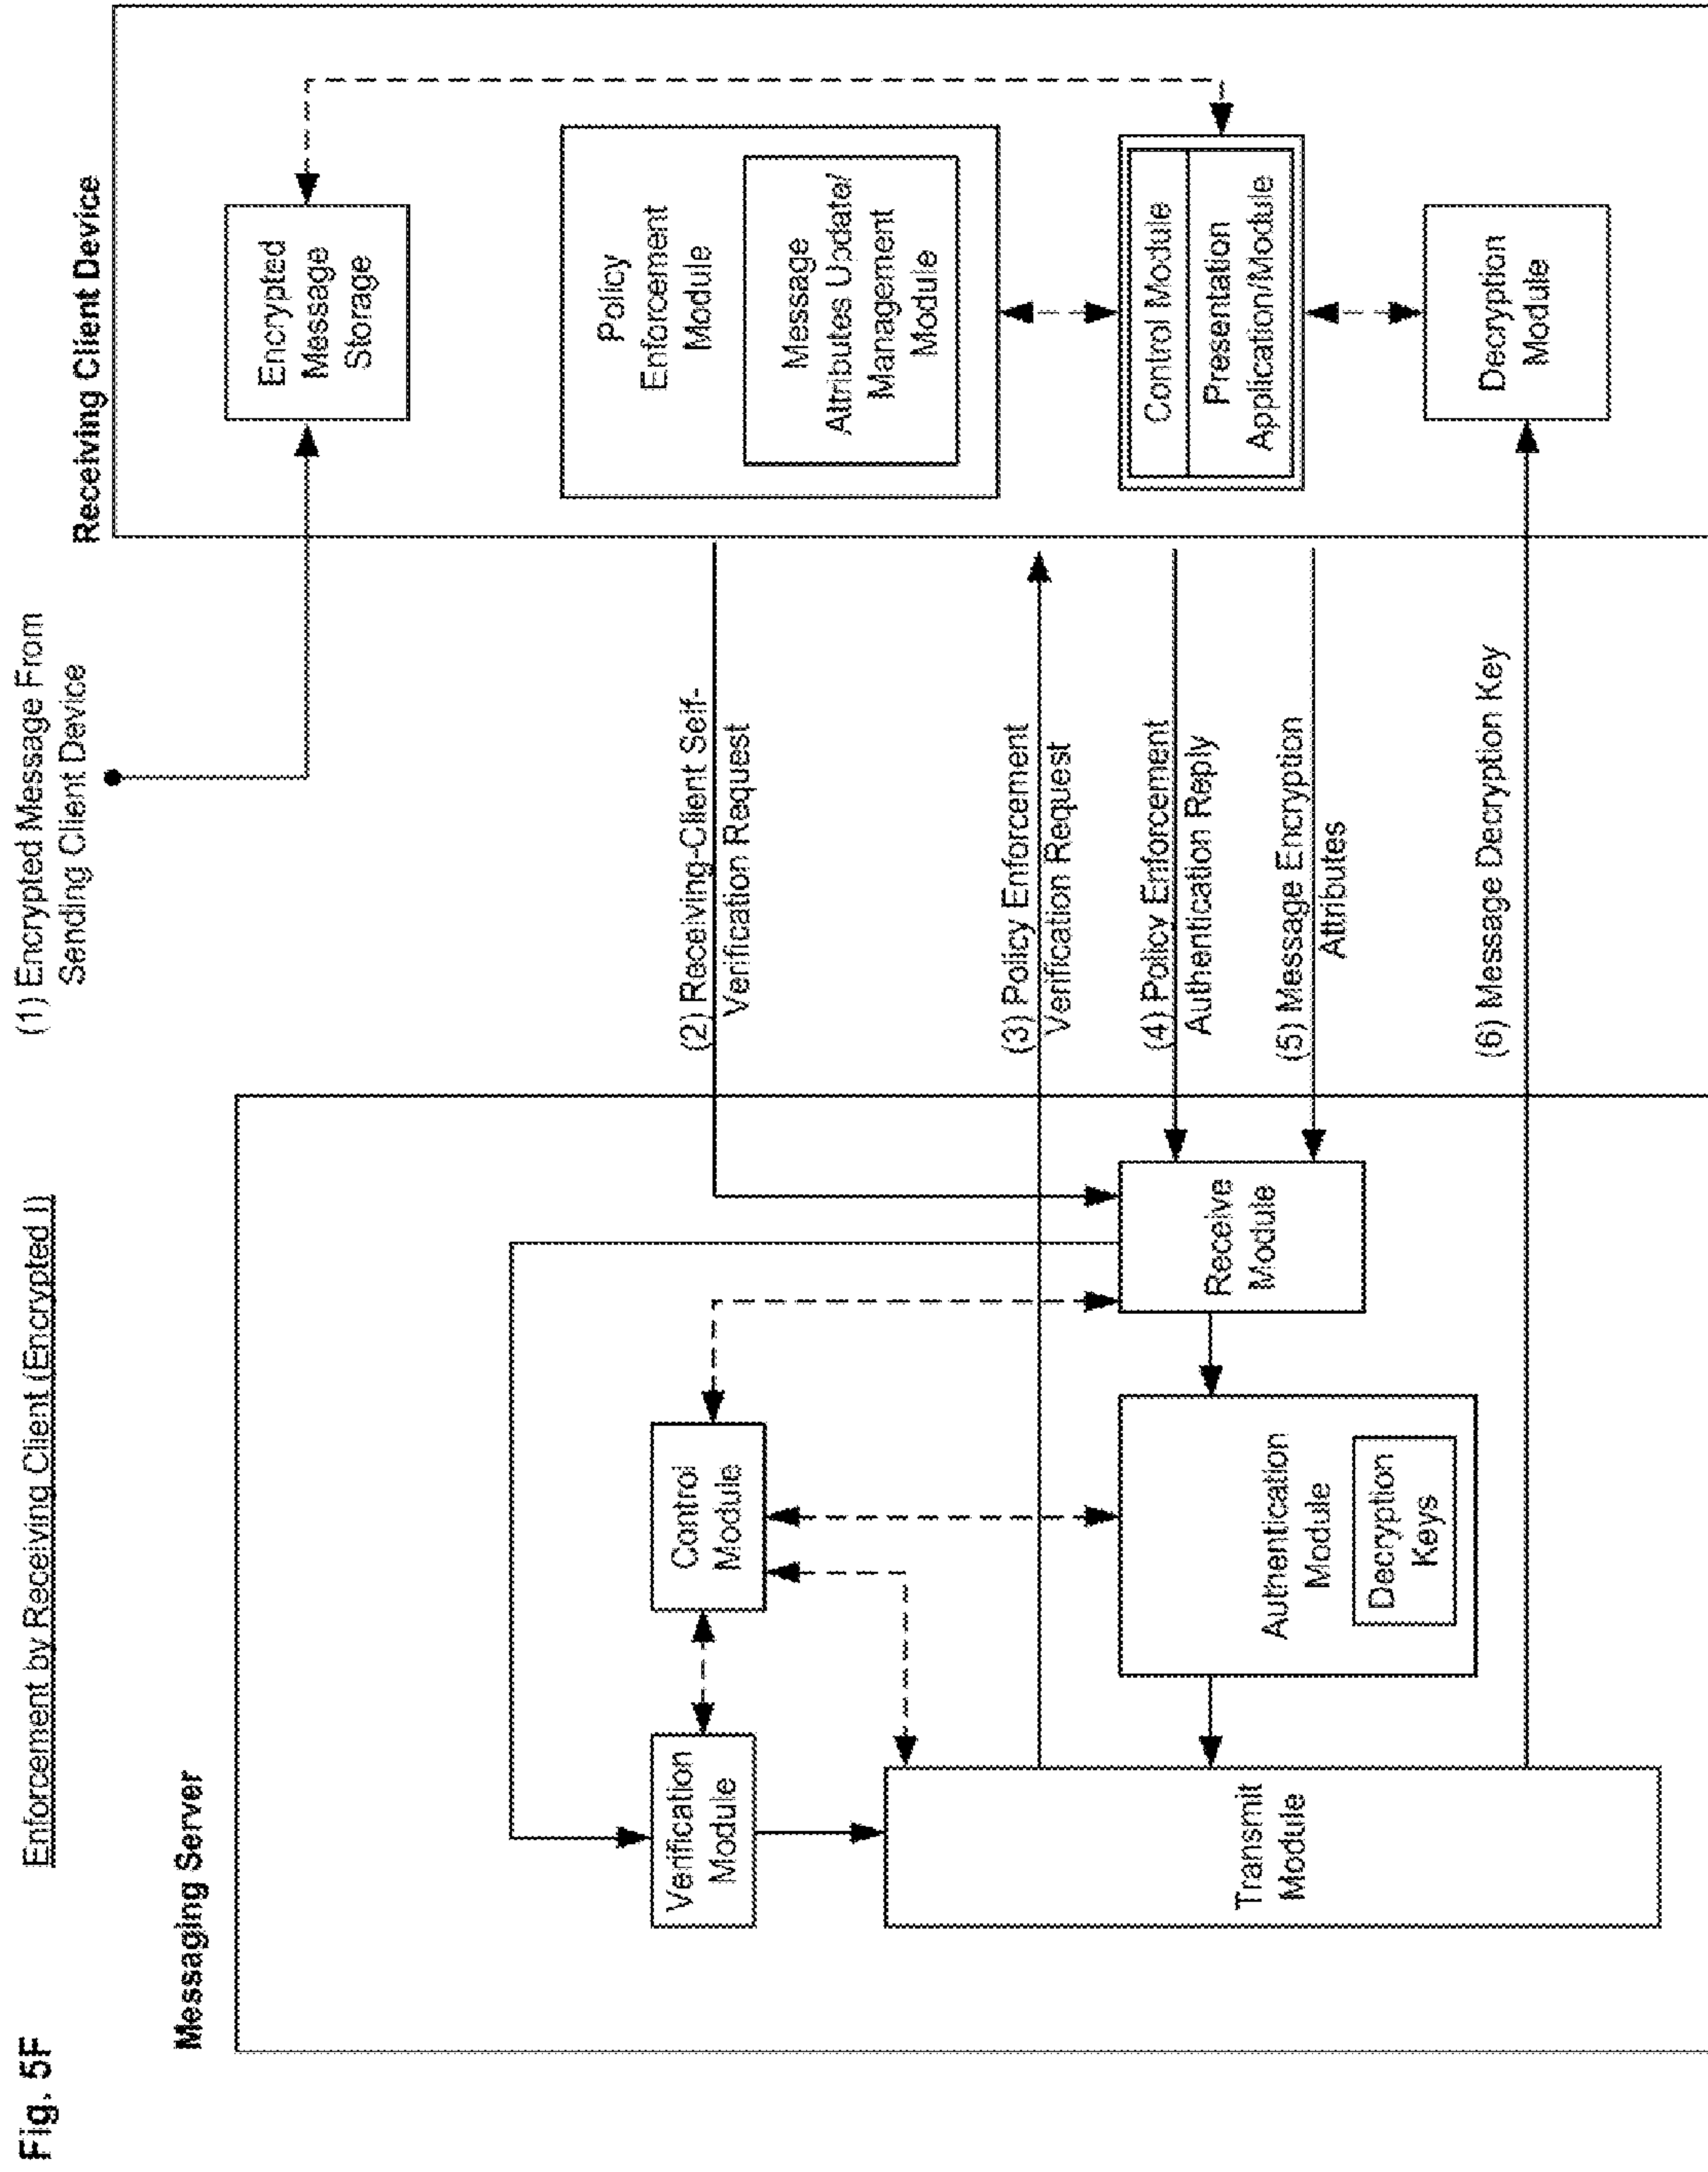 Fig. 5F
Enforcement by Receiving Client (Encrypted I)
(1) Encrypted Message From
Sending Client Device
Messaging Server
Receiving Client Device
Encrypted
Message
Storage
Policy
Enforcement
Module
Message
Attributes Update/
Management
Module
Control Module
Presentation
Application/Module
Decryption
Module
(2) Receiving-Client Self-
Verification Request
(3) Policy Enforcement
Verification Request
(4) Policy Enforcement
Authentication Reply
(5) Message Encryption
Attributes
(6) Message Decryption Key
Verification
Module
Control
Module
Receive
Module
Authentication
Module
Decryption
Keys
Transmit
Module